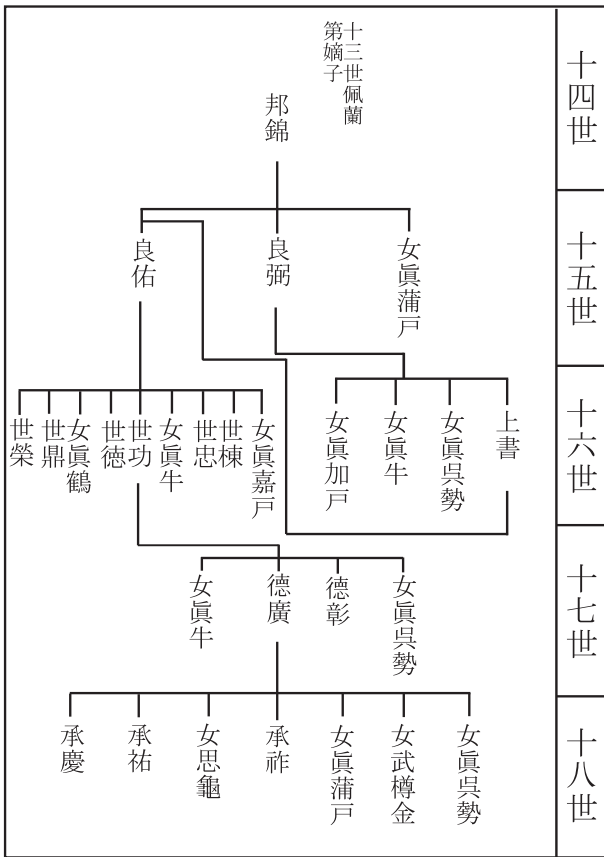 十四世
十三世佩蘭
第嫡子
邦錦
十五世
女眞蒲戸
良弼
良佑
十六世
上書
女眞呉勢
女眞牛
女眞加戸
女眞嘉戸
世棟
世忠
女眞牛
世功
世徳
女眞鶴
世鼎
世榮
十七世
女眞呉勢
德彰
德廣
女眞牛
十八世
女眞呉勢
女武樽金
女眞蒲戸
承祚
女思龜
承祐
承慶